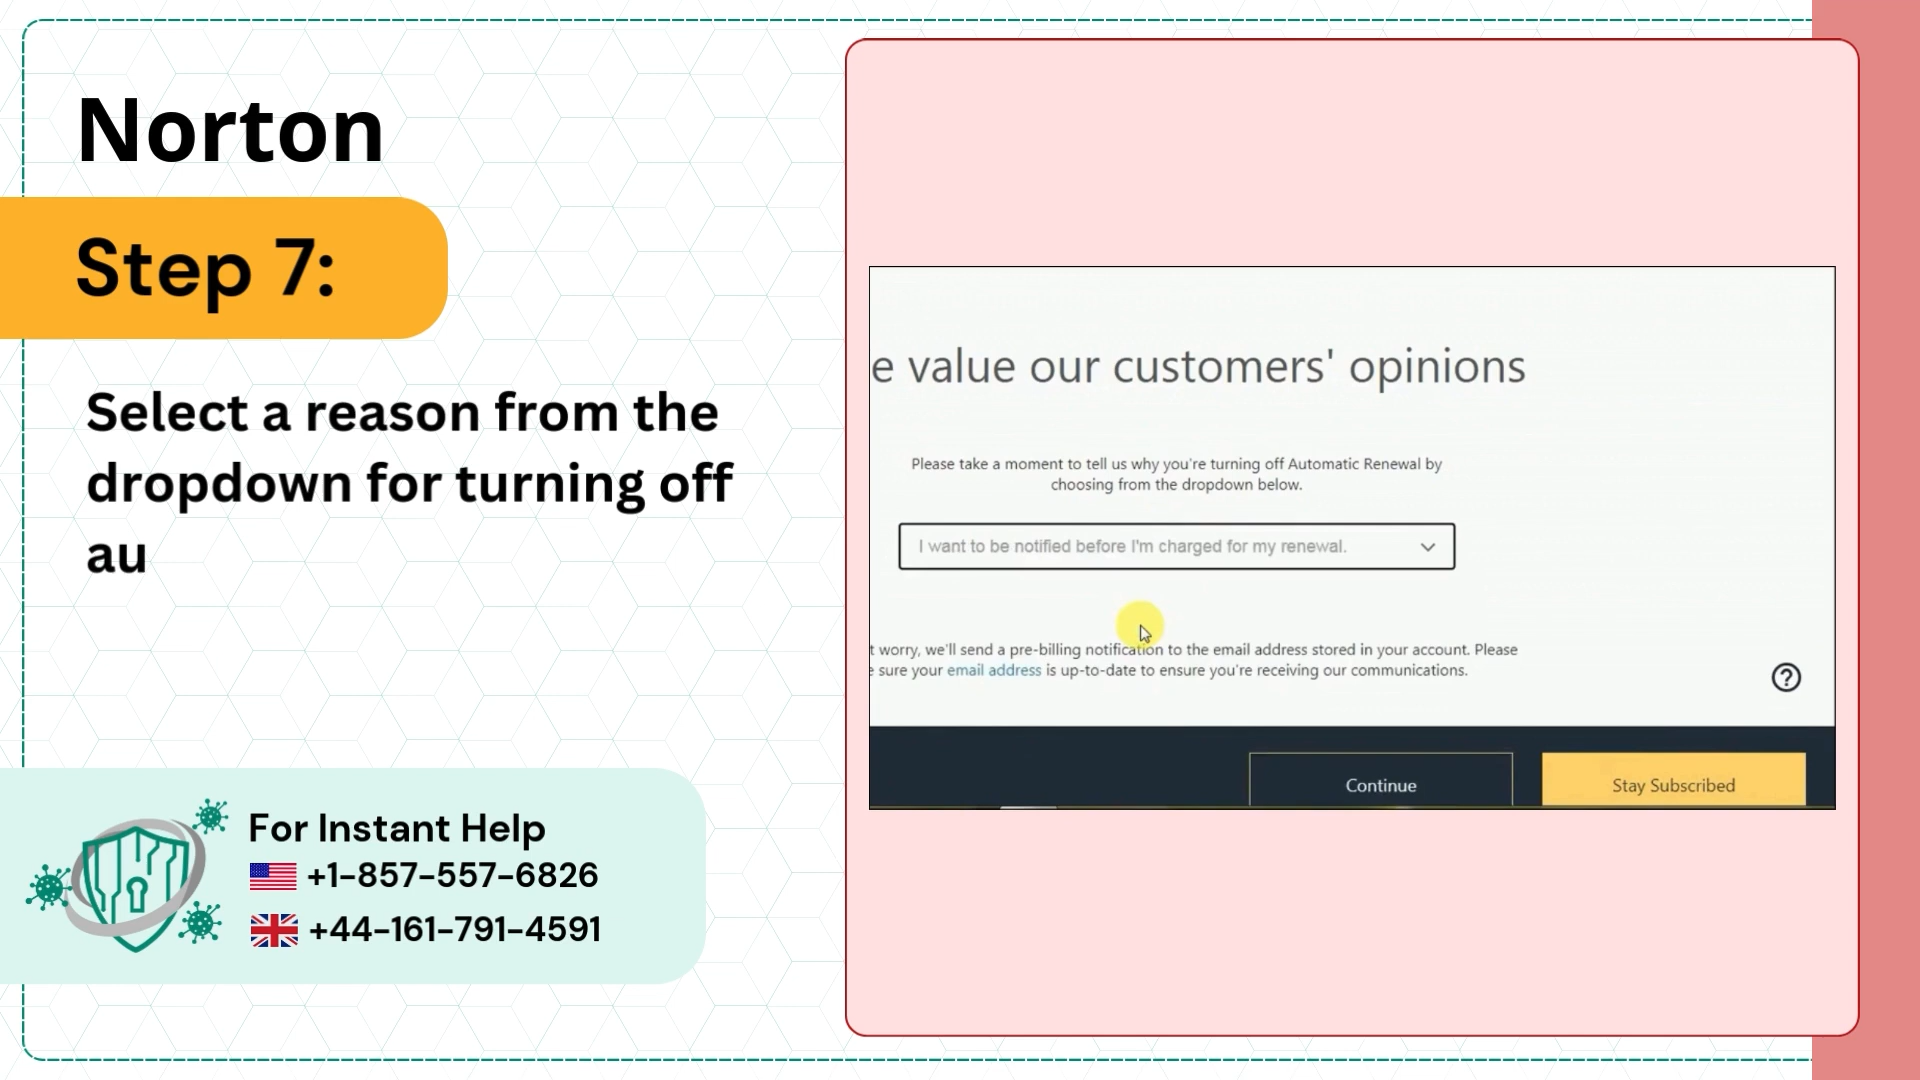 Norton
Step 7:
Select a reason from the
dropdown for turning off
au
For Instant Help
+1-857-557-6826
+44-161-791-4591
e value our customers' opinions
Please take a moment to tell us why you're turning off Automatic Renewal by
choosing from the dropdown below.
I want to be notified before I'm charged for my renewal.
t worry, we'll send a pre-billing notification to the email address stored in your account. Please
e sure your email address is up-to-date to ensure you're receiving our communications.
Continue
Stay Subscribed